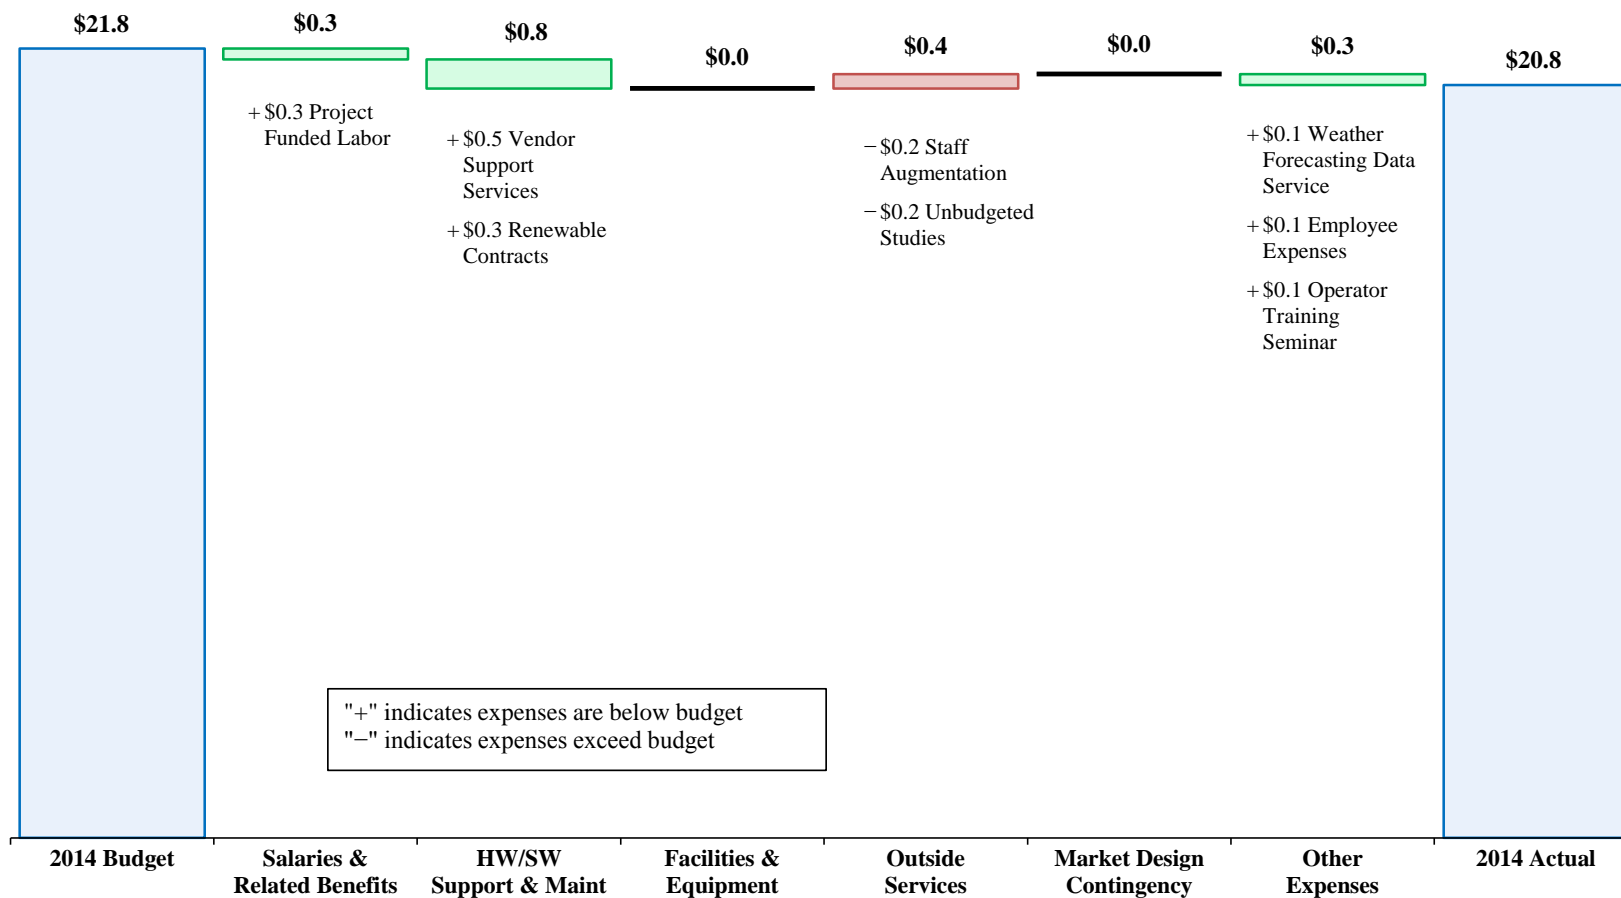 $21.8
$0.3
$0.8
$0.0
$0.4
$0.0
$0.3
$20.8
+ $0.3 Project
Funded Labor
+ $0.5 Vendor
Support
Services
+ $0.3 Renewable
Contracts
− $0.2 Staff
Augmentation
− $0.2 Unbudgeted
Studies
+ $0.1 Weather
Forecasting Data
Service
+ $0.1 Employee
Expenses
+ $0.1 Operator
Training
Seminar
"+" indicates expenses are below budget
"−" indicates expenses exceed budget
2014 Budget
Salaries &
Related Benefits
HW/SW
Support & Maint
Facilities &
Equipment
Outside
Services
Market Design
Contingency
Other
Expenses
2014 Actual